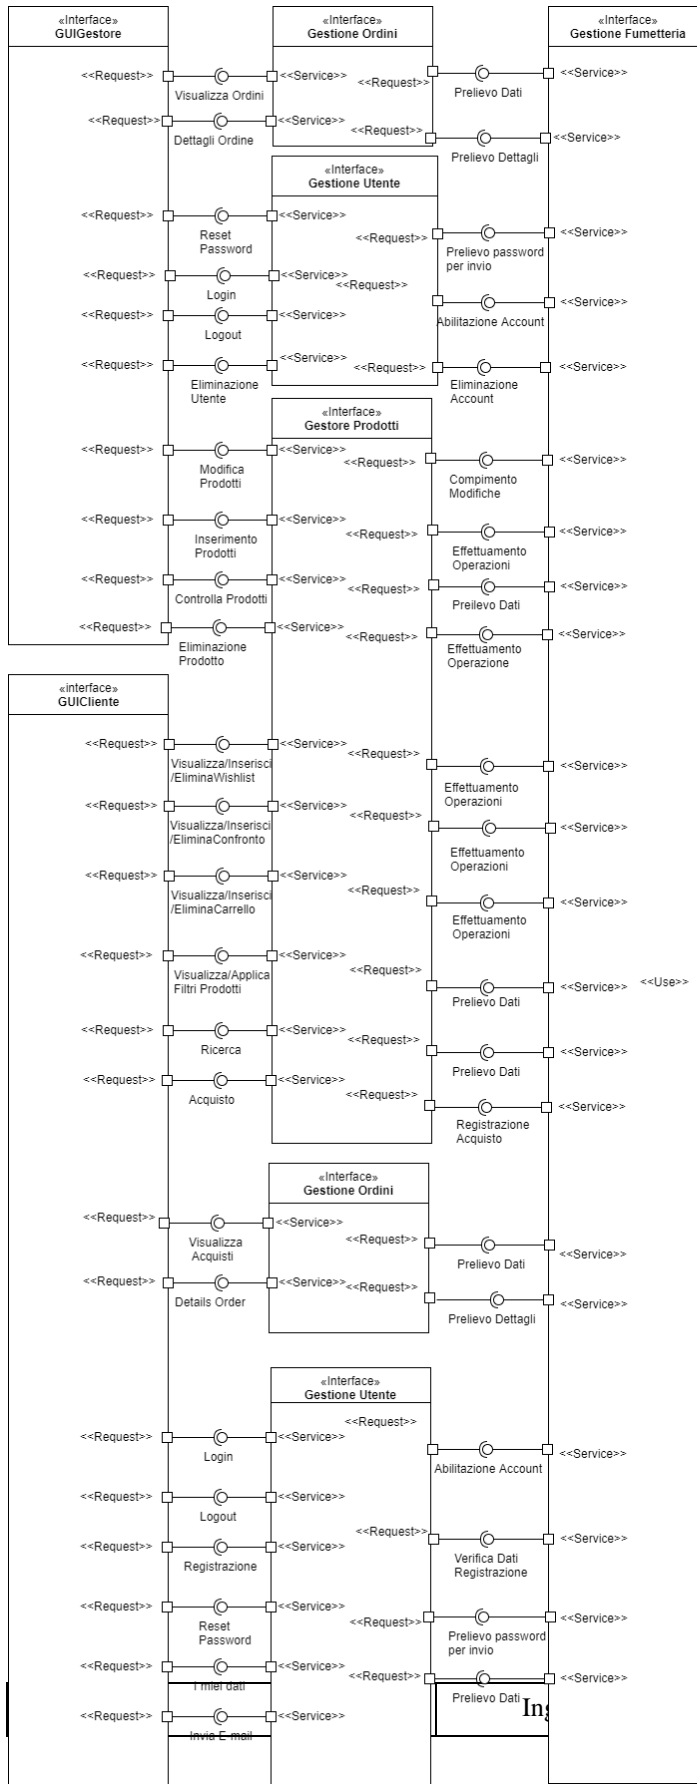 «Interface»
GUIGestore
«Interface»
Gestione Ordini
«Interface»
Gestione Fumetteria
<<Request>>
<<Service>>
Visualizza Ordini
<<Request>>
Prelievo Dati
<<Service>>
<<Request>>
<<Service>>
Dettagli Ordine
<<Request>>
Prelievo Dettagli
<<Service>>
«Interface»
Gestione Utente
<<Request>>
<<Service>>
Reset
Password
<<Request>>
Prelievo password
per invio
<<Service>>
<<Request>>
<<Service>>
Login
<<Request>>
Abilitazione Account
<<Service>>
<<Request>>
<<Service>>
Logout
<<Request>>
<<Service>>
Eliminazione
Utente
<<Request>>
Eliminazione
Account
<<Service>>
«Interface»
Gestore Prodotti
<<Request>>
<<Service>>
Modifica
Prodotti
<<Request>>
Compimento
Modifiche
<<Service>>
<<Request>>
<<Service>>
Inserimento
Prodotti
<<Request>>
Effettuamento
Operazioni
<<Service>>
<<Request>>
<<Service>>
Controlla Prodotti
<<Request>>
Preilevo Dati
<<Service>>
<<Request>>
<<Service>>
Eliminazione
Prodotto
<<Request>>
Effettuamento
Operazione
<<Service>>
«interface»
GUICliente
<<Request>>
<<Service>>
Visualizza/Inserisci
/EliminaWishlist
<<Request>>
Effettuamento
Operazioni
<<Service>>
<<Request>>
<<Service>>
Visualizza/Inserisci
/EliminaConfronto
<<Request>>
Effettuamento
Operazioni
<<Service>>
<<Request>>
<<Service>>
Visualizza/Inserisci
/EliminaCarrello
<<Request>>
Effettuamento
Operazioni
<<Service>>
<<Request>>
<<Service>>
Visualizza/Applica
Filtri Prodotti
<<Request>>
Prelievo Dati
<<Service>>
<<Use>>
<<Request>>
<<Service>>
Ricerca
<<Request>>
Prelievo Dati
<<Service>>
<<Request>>
<<Service>>
Acquisto
<<Request>>
Registrazione
Acquisto
<<Service>>
«Interface»
Gestione Ordini
<<Request>>
<<Service>>
Visualizza
Acquisti
<<Request>>
Prelievo Dati
<<Service>>
<<Request>>
<<Service>>
Details Order
<<Request>>
Prelievo Dettagli
<<Service>>
«Interface»
Gestione Utente
<<Request>>
<<Service>>
Login
<<Request>>
Abilitazione Account
<<Service>>
<<Request>>
<<Service>>
Logout
<<Request>>
<<Service>>
Registrazione
<<Request>>
Verifica Dati
Registrazione
<<Service>>
<<Request>>
<<Service>>
Reset
Password
<<Request>>
Prelievo password
per invio
<<Service>>
<<Request>>
<<Service>>
I miei dati
<<Request>>
Prelievo Dati
<<Service>>
<<Request>>
<<Service>>
Invia E-mail